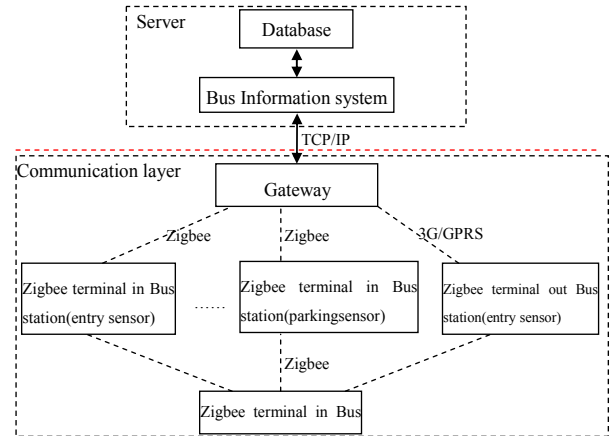 Server
Database
Bus Information system
TCP/IP
Communication layer
Gateway
Zigbee
Zigbee
3G/GPRS
Zigbee terminal in Bus
station(entry sensor)
......
Zigbee terminal in Bus
station(parkingsensor)
Zigbee terminal out Bus
station(entry sensor)
Zigbee
Zigbee terminal in Bus